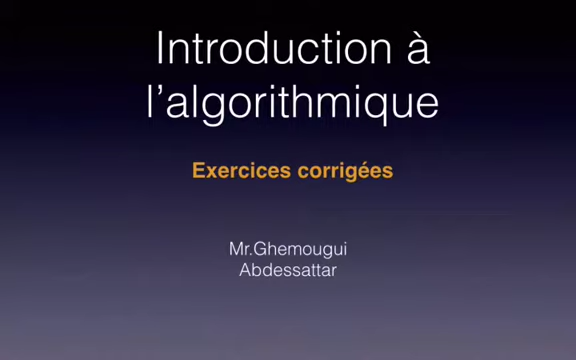 Introduction à
l’algorithmique
Exercices corrigées
Mr.Ghemougui
Abdessattar